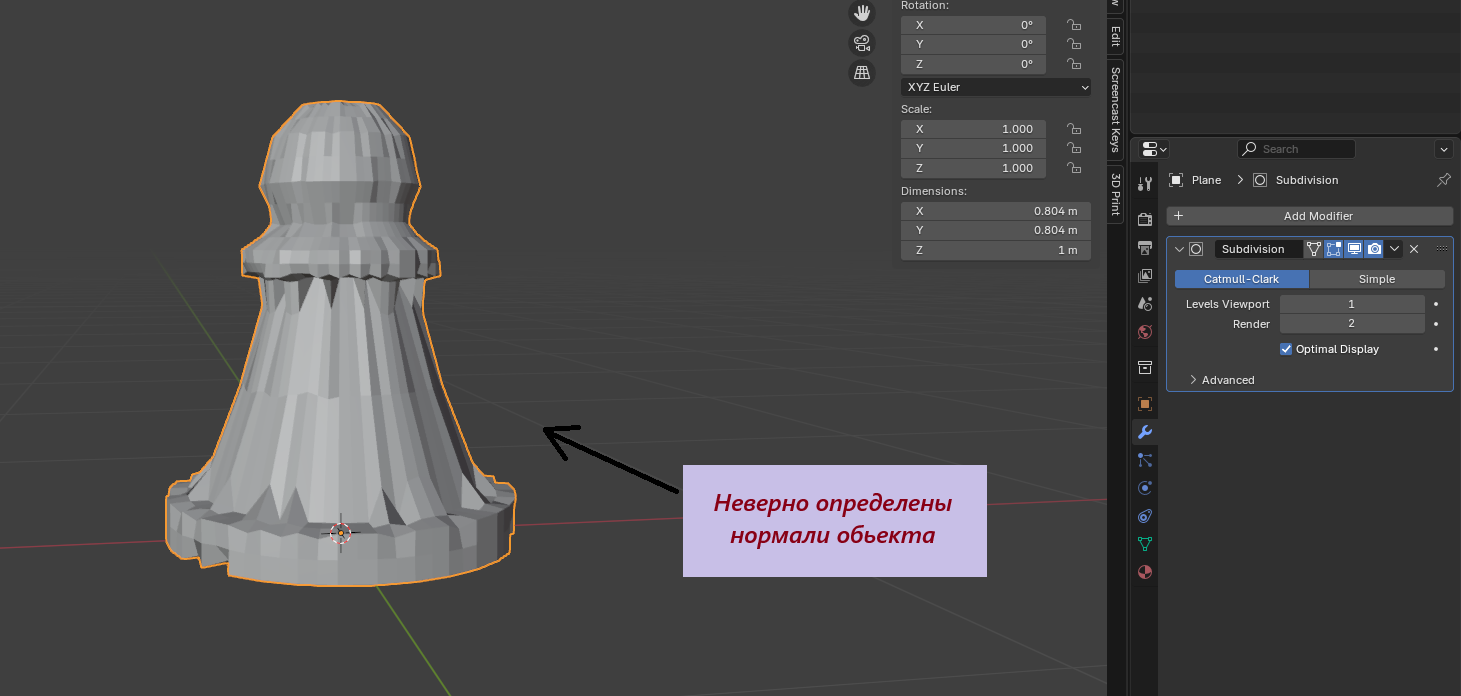 Rotation:
X 0°
Y 0°
Z 0°
XYZ Euler
Scale:
X 1.000
Y 1.000
Z 1.000
Dimensions:
X 0.804 m
Y 0.804 m
Z 1 m
Edit
Screencast Keys
3D Print
Search
Plane
Subdivision
Add Modifier
Subdivision
Catmull-Clark
Simple
Levels Viewport 1
Render 2
Optimal Display
Advanced
Неверно определены
нормали обьекта